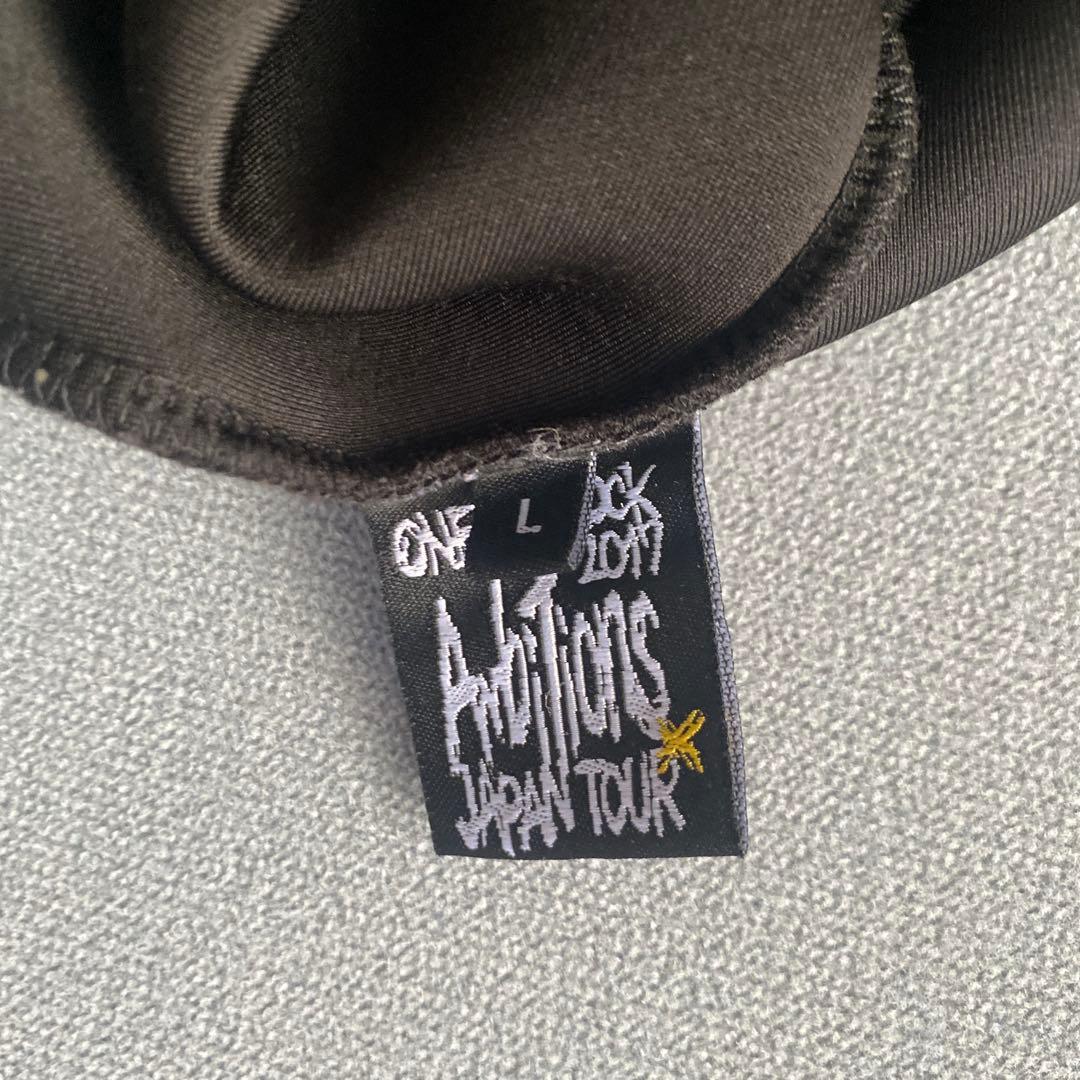 ONE L OCK
2017
AmbiTions
JAPAN TOUR